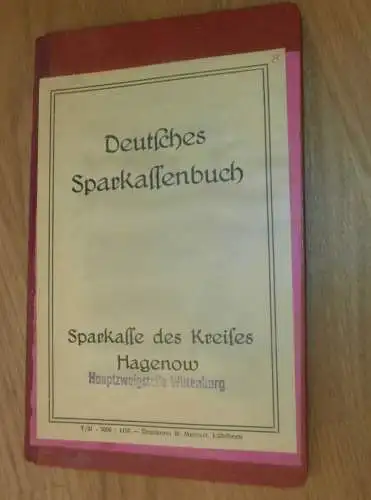 Deutſches
Sparkaſſenbuch
Sparkaſſe des Kreiſes
Hagenow
Hauptzweigstelle Wittenburg